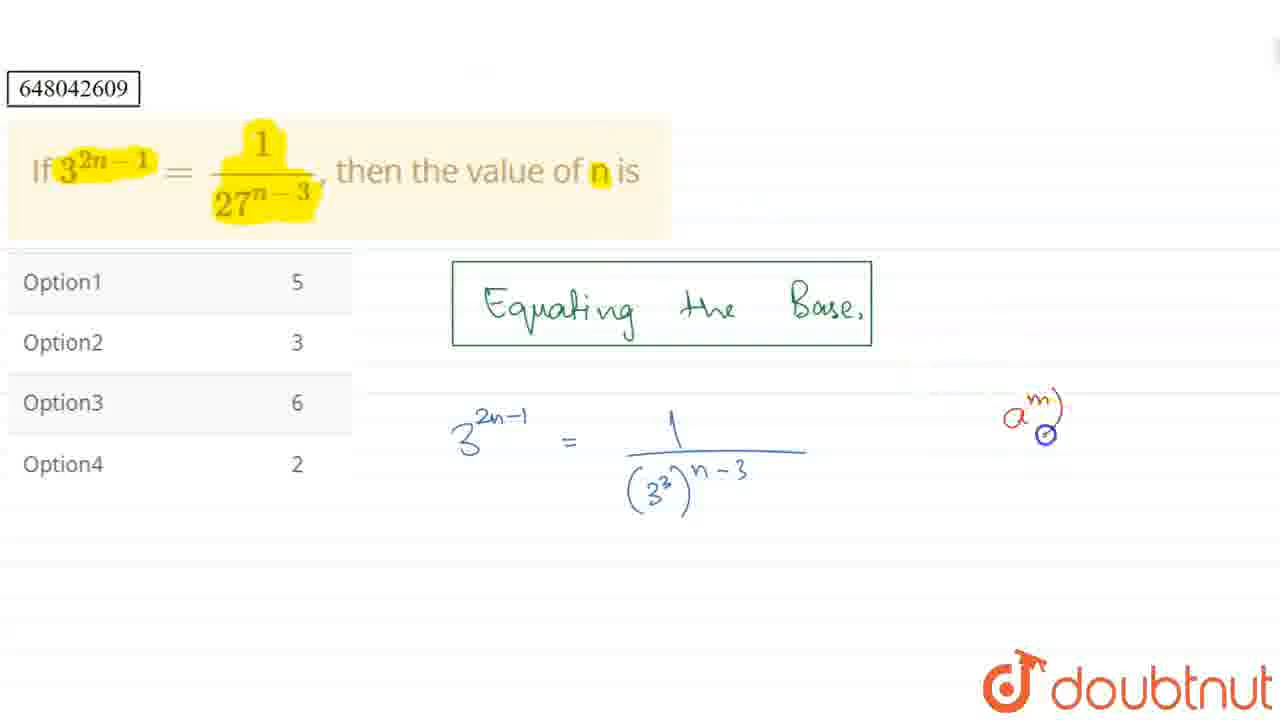 648042609
If 3^{2n-1} = 1/27^{n-3}, then the value of n is
Option1 5
Option2 3
Option3 6
Option4 2
Equating the Base.
3^{2n-1} = 1/(3^3)^{n-3}
a^m)
doubtnut